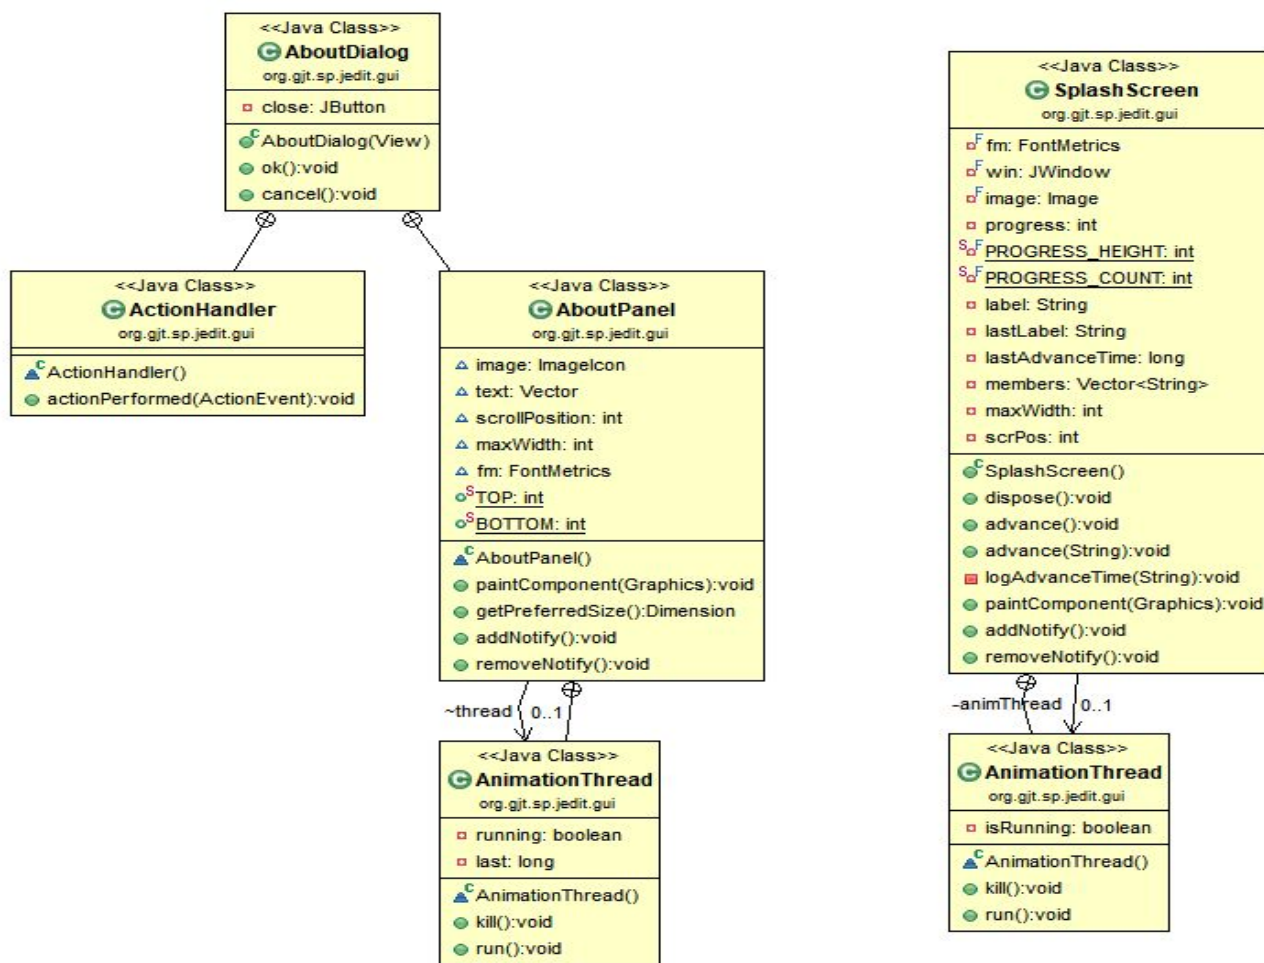 <<Java Class>>
AboutDialog
org.gjt.sp.jedit.gui
close: JButton
AboutDialog(View)
ok():void
cancel():void
<<Java Class>>
ActionHandler
org.gjt.sp.jedit.gui
ActionHandler()
actionPerformed(ActionEvent):void
<<Java Class>>
AboutPanel
org.gjt.sp.jedit.gui
image: ImageIcon
text: Vector
scrollPosition: int
maxWidth: int
fm: FontMetrics
TOP: int
BOTTOM: int
AboutPanel()
paintComponent(Graphics):void
getPreferredSize():Dimension
addNotify():void
removeNotify():void
~thread 0..1
<<Java Class>>
AnimationThread
org.gjt.sp.jedit.gui
running: boolean
last: long
AnimationThread()
kill():void
run():void
<<Java Class>>
SplashScreen
org.gjt.sp.jedit.gui
fm: FontMetrics
win: JWindow
image: Image
progress: int
PROGRESS_HEIGHT: int
PROGRESS_COUNT: int
label: String
lastLabel: String
lastAdvanceTime: long
members: Vector<String>
maxWidth: int
scrPos: int
SplashScreen()
dispose():void
advance():void
advance(String):void
logAdvanceTime(String):void
paintComponent(Graphics):void
addNotify():void
removeNotify():void
-animThread 0..1
<<Java Class>>
AnimationThread
org.gjt.sp.jedit.gui
isRunning: boolean
AnimationThread()
kill():void
run():void